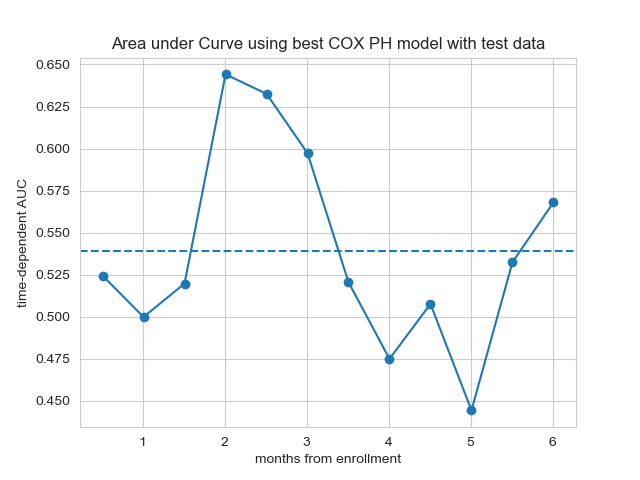 Area under Curve using best COX PH model with test data
0.650
0.625
0.600
0.575
0.550
0.525
0.500
0.475
0.450
time-dependent AUC
1 2 3 4 5 6
months from enrollment